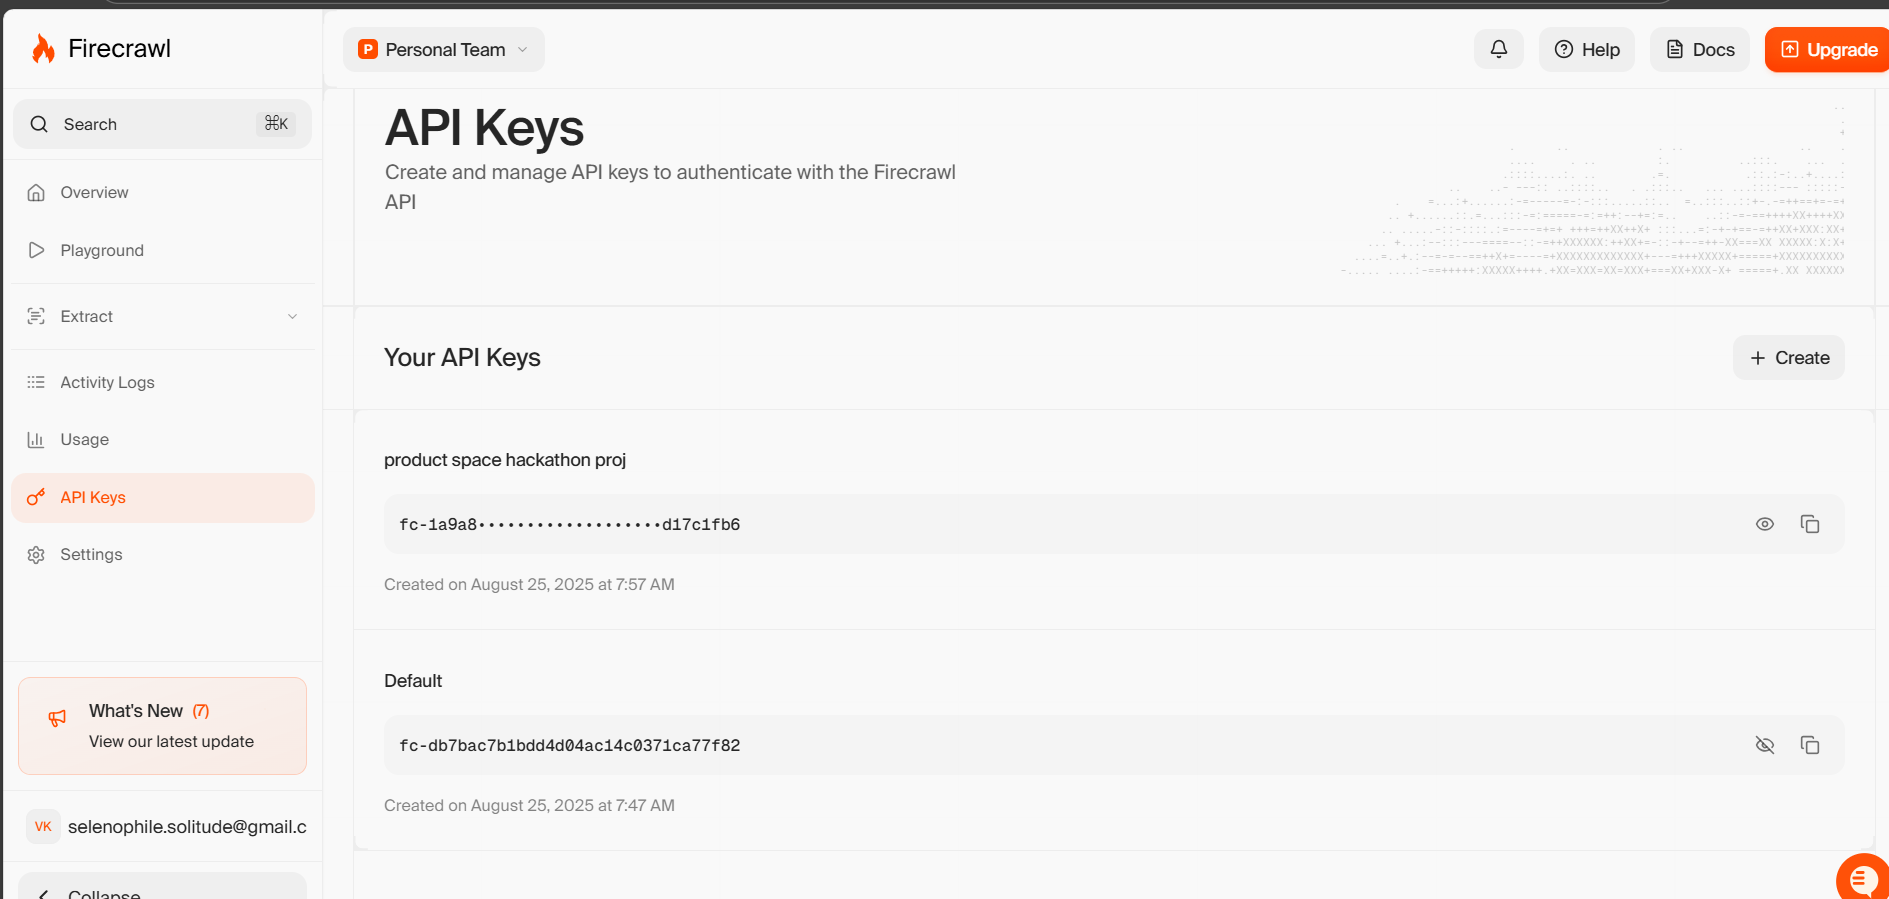 Firecrawl
Personal Team
Help
Docs
Upgrade
Search
⌘K
Overview
Playground
Extract
Activity Logs
Usage
API Keys
Settings
What's New (7)
View our latest update
VK
selenophile.solitude@gmail.c
Collapse
API Keys
Create and manage API keys to authenticate with the Firecrawl
API
Your API Keys
+ Create
product space hackathon proj
fc-1a9a8•••••••••••••••••••d17c1fb6
Created on August 25, 2025 at 7:57 AM
Default
fc-db7bac7b1bdd4d04ac14c0371ca77f82
Created on August 25, 2025 at 7:47 AM